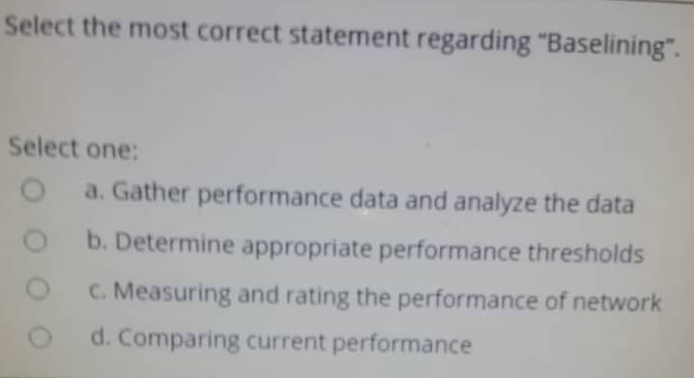 Select the most correct statement regarding "Baselining".
Select one:
a. Gather performance data and analyze the data
b. Determine appropriate performance thresholds
c. Measuring and rating the performance of network
d. Comparing current performance